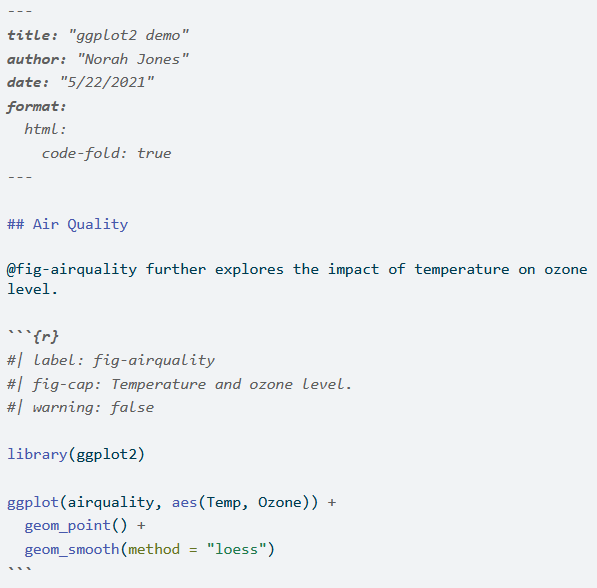 ---
title: "ggplot2 demo"
author: "Norah Jones"
date: "5/22/2021"
format:
  html:
    code-fold: true
---
## Air Quality
@fig-airquality further explores the impact of temperature on ozone
level.
```{r}
#| label: fig-airquality
#| fig-cap: Temperature and ozone level.
#| warning: false
library(ggplot2)
ggplot(airquality, aes(Temp, Ozone)) +
  geom_point() +
  geom_smooth(method = "loess")
```